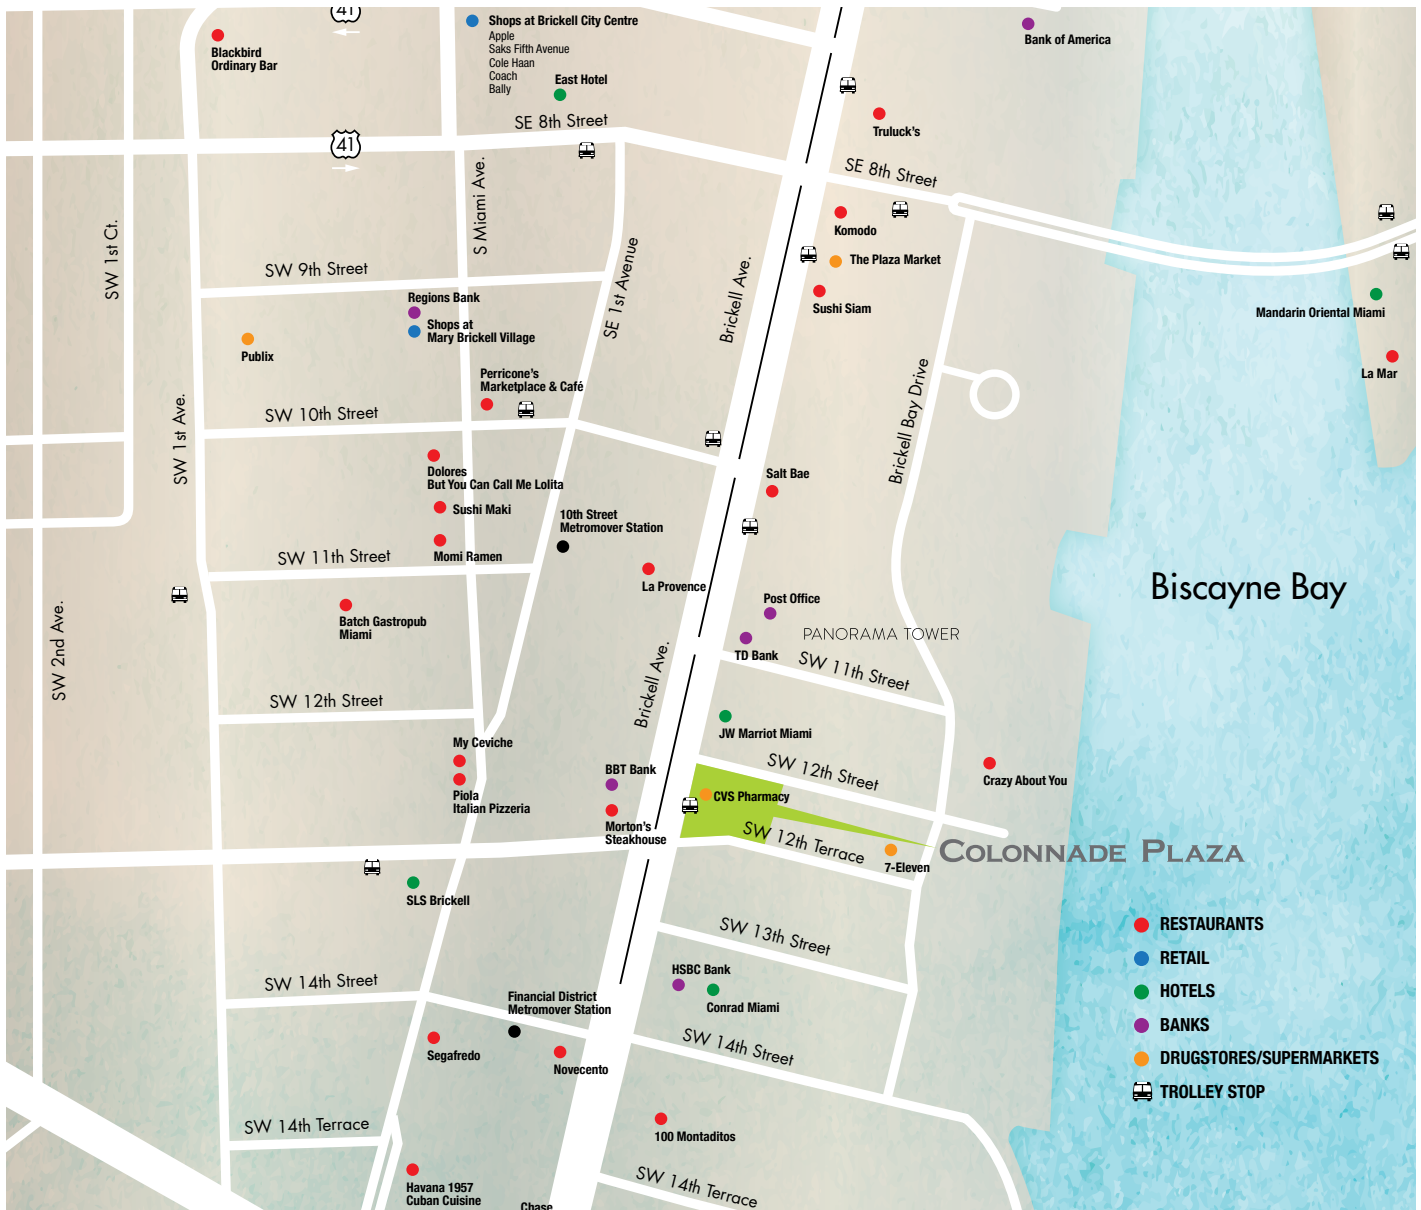 41
Shops at Brickell City Centre
Apple
Saks Fifth Avenue
Cole Haan
Coach
Bally
Bank of America
Blackbird
Ordinary Bar
East Hotel
SE 8th Street
Truluck's
41
SE 8th Street
S Miami Ave.
SW 1st Ct.
Komodo
The Plaza Market
SW 9th Street
SE 1st Avenue
Brickell Ave.
Regions Bank
Sushi Siam
Mandarin Oriental Miami
Shops at
Mary Brickell Village
Publix
La Mar
Perricone's
Marketplace & Café
SW 10th Street
SW 1st Ave.
Brickell Bay Drive
Dolores
But You Can Call Me Lolita
Salt Bae
Sushi Maki
10th Street
Metromover Station
SW 11th Street
Momi Ramen
La Provence
Biscayne Bay
Post Office
Batch Gastropub
Miami
PANORAMA TOWER
SW 2nd Ave.
TD Bank
SW 11th Street
Brickell Ave.
SW 12th Street
JW Marriot Miami
My Ceviche
BBT Bank
SW 12th Street
Crazy About You
Piola
Italian Pizzeria
CVS Pharmacy
Morton's
Steakhouse
SW 12th Terrace
Colonnade Plaza
7-Eleven
SLS Brickell
SW 13th Street
RESTAURANTS
RETAIL
HSBC Bank
SW 14th Street
HOTELS
Financial District
Metromover Station
Conrad Miami
BANKS
SW 14th Street
Segafredo
DRUGSTORES/SUPERMARKETS
Novecento
TROLLEY STOP
SW 14th Terrace
100 Montaditos
Havana 1957
Cuban Cuisine
SW 14th Terrace
Chase